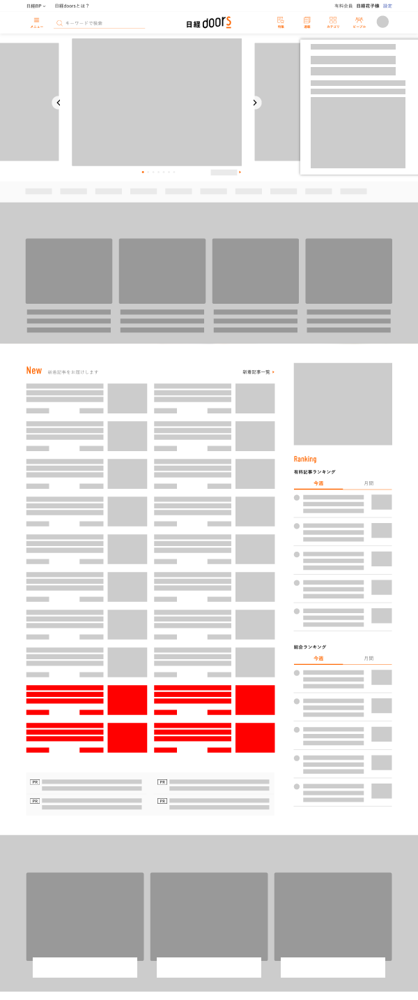 日経BP
日経doorsとは？
有料会員 日経花子様 設定
メニュー
キーワードで検索
日経doors
特集
連載
カテゴリ
ピープル
New 新着記事をお届けします
新着記事一覧
Ranking
有料記事ランキング
今週 月間
総合ランキング
今週 月間
PR
PR
PR
PR